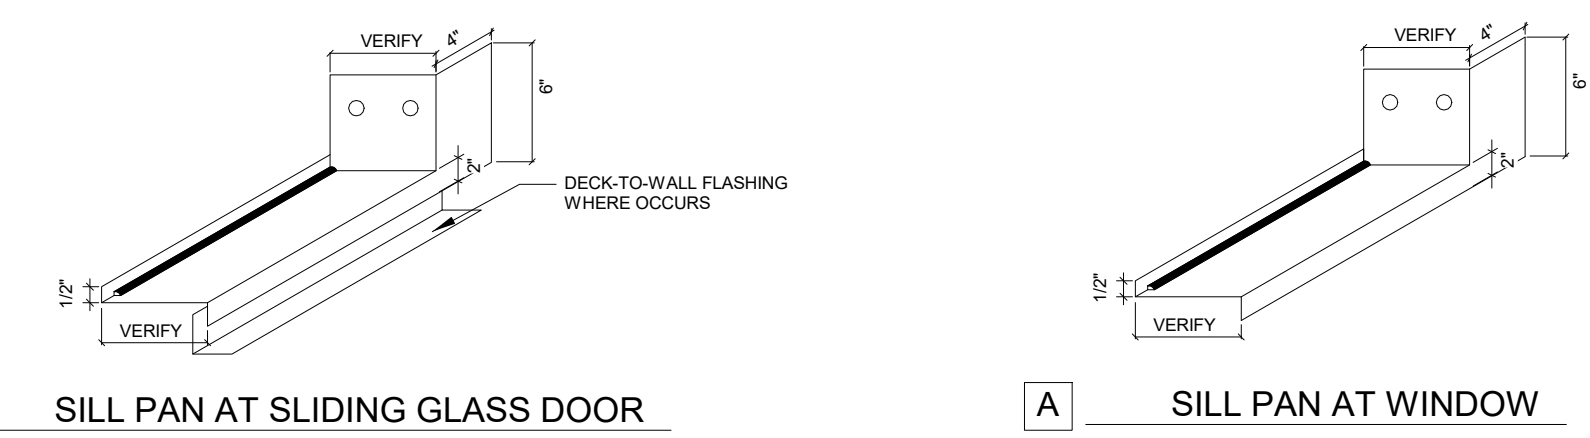 VERIFY
4"
6"
2"
DECK-TO-WALL FLASHING
WHERE OCCURS
1/2"
VERIFY
SILL PAN AT SLIDING GLASS DOOR
VERIFY
4"
6"
2"
1/2"
VERIFY
A
SILL PAN AT WINDOW